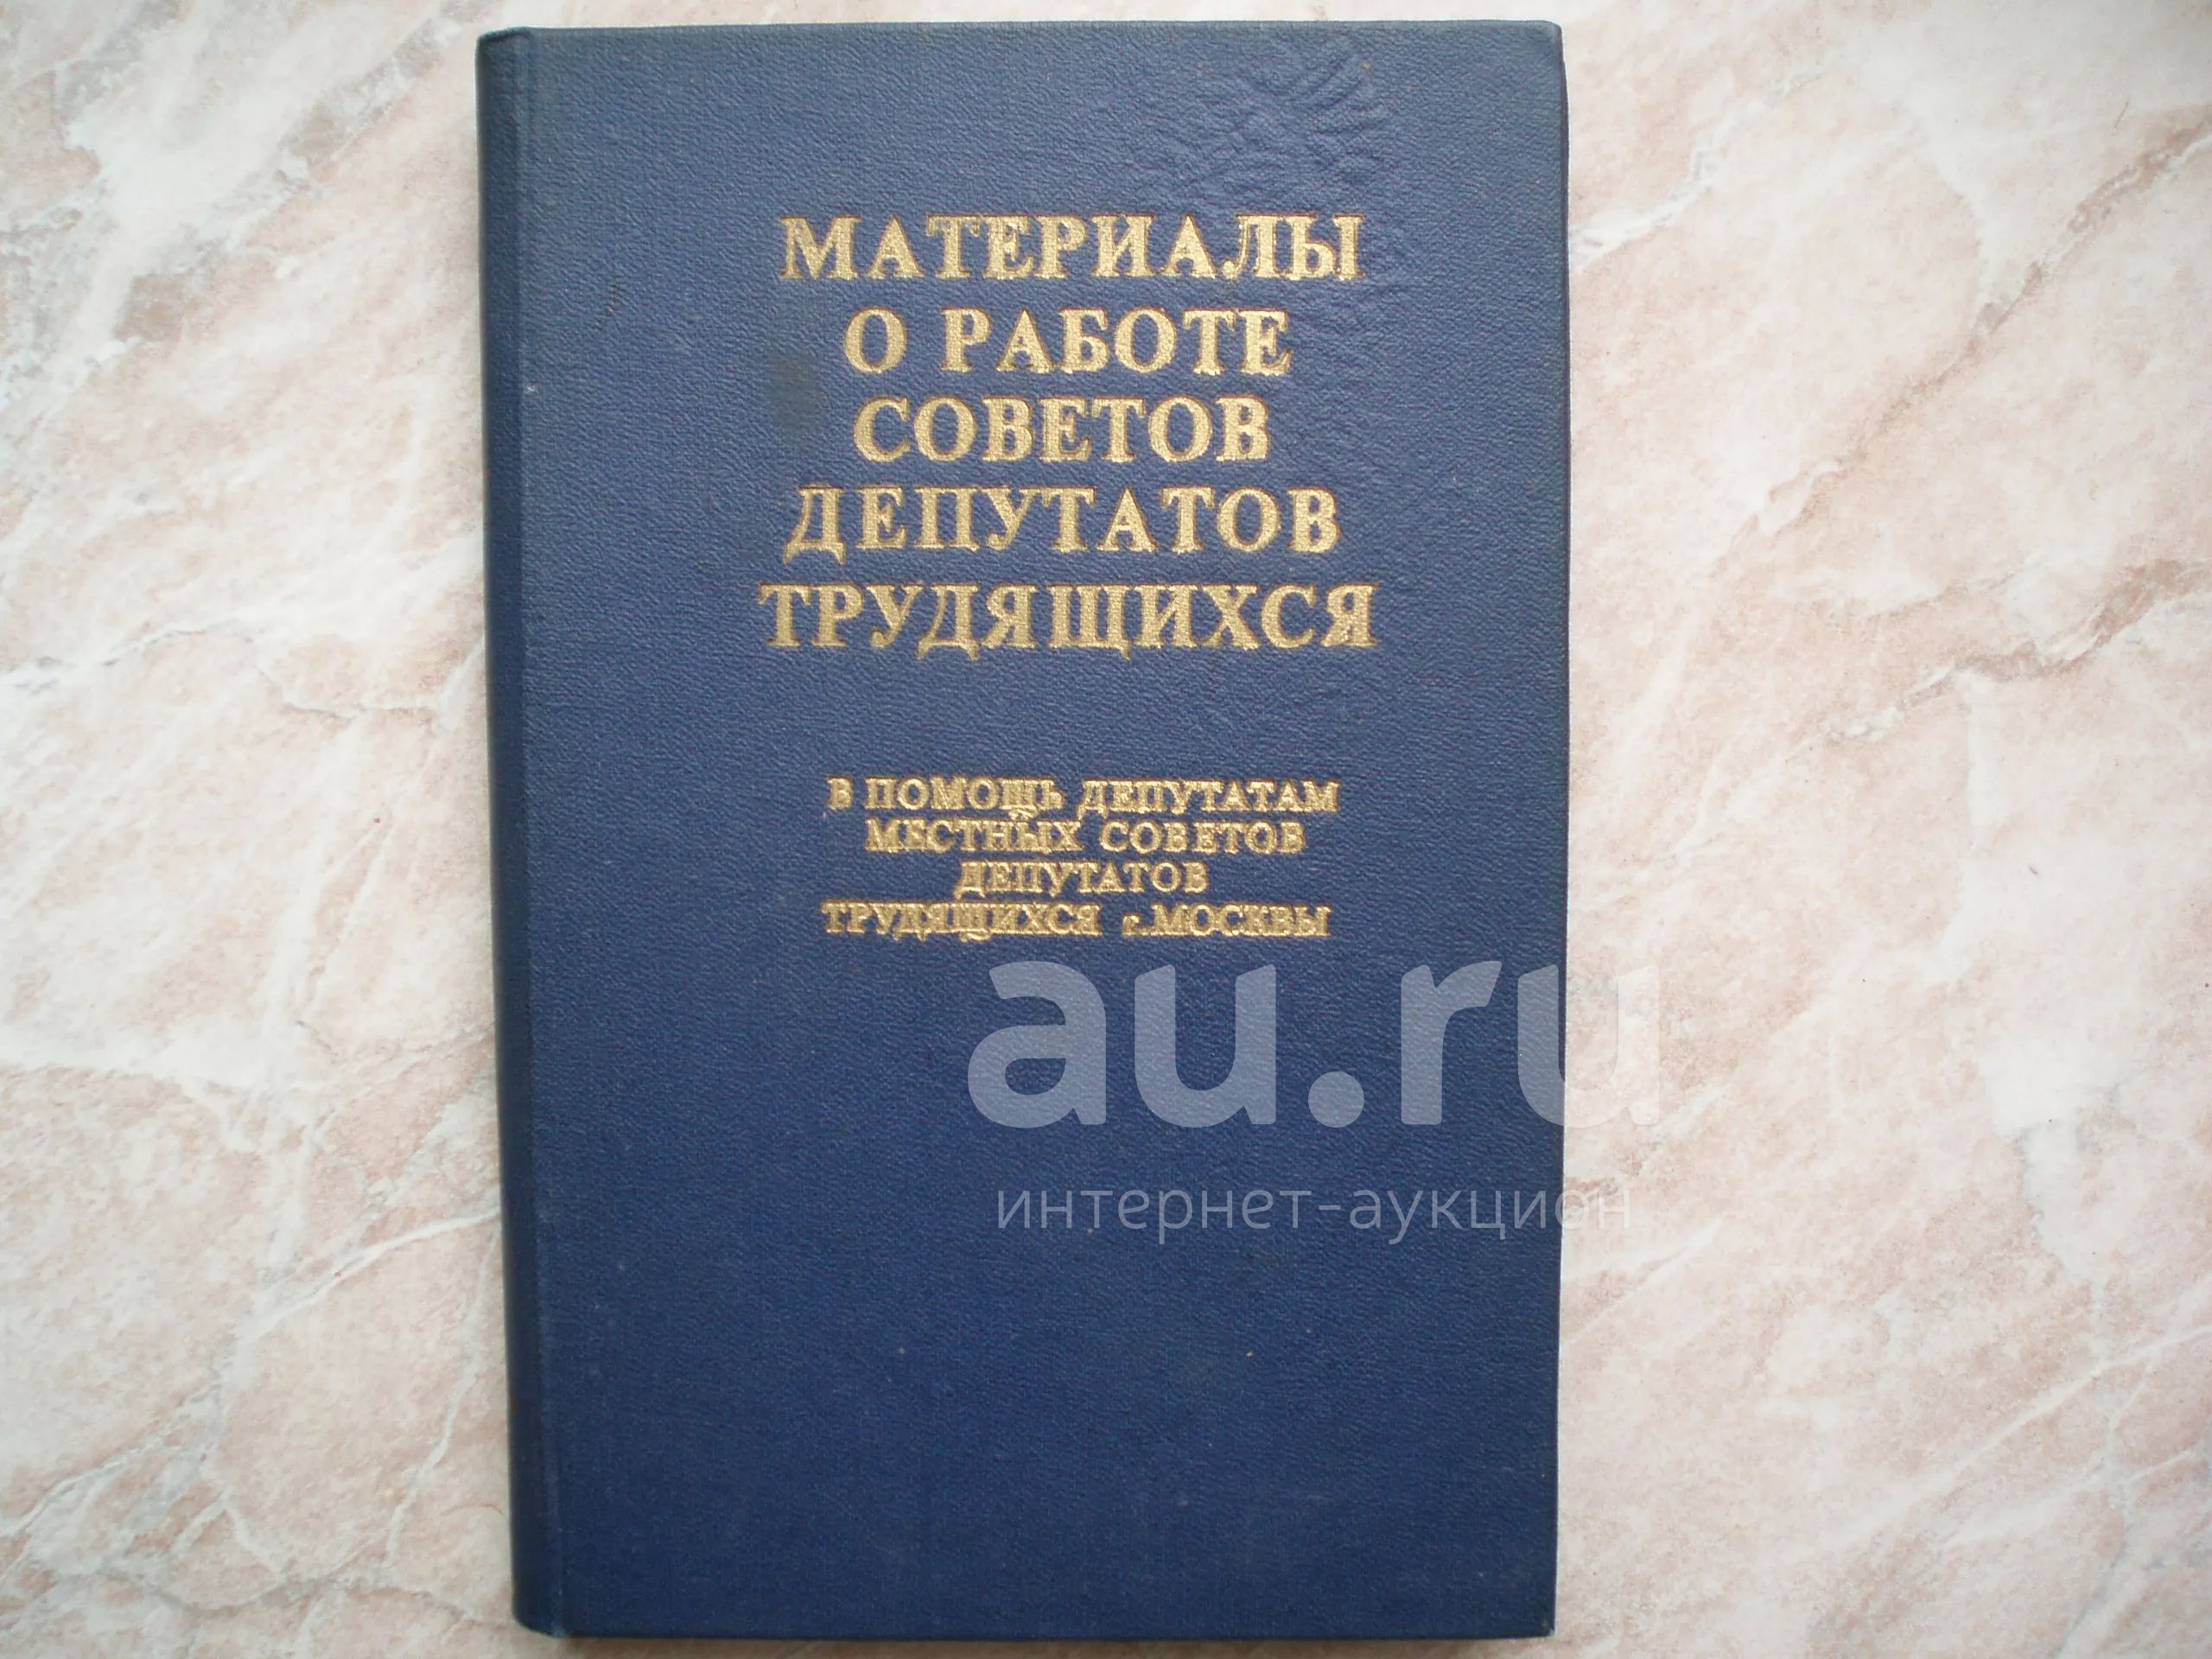 МАТЕРИАЛЫ
О РАБОТЕ
СОВЕТОВ
ДЕПУТАТОВ
ТРУДЯЩИХСЯ
В ПОМОЩЬ ДЕПУТАТАМ
МЕСТНЫХ СОВЕТОВ
ДЕПУТАТОВ
ТРУДЯЩИХСЯ г.МОСКВЫ
au.ru
интернет-аукцион